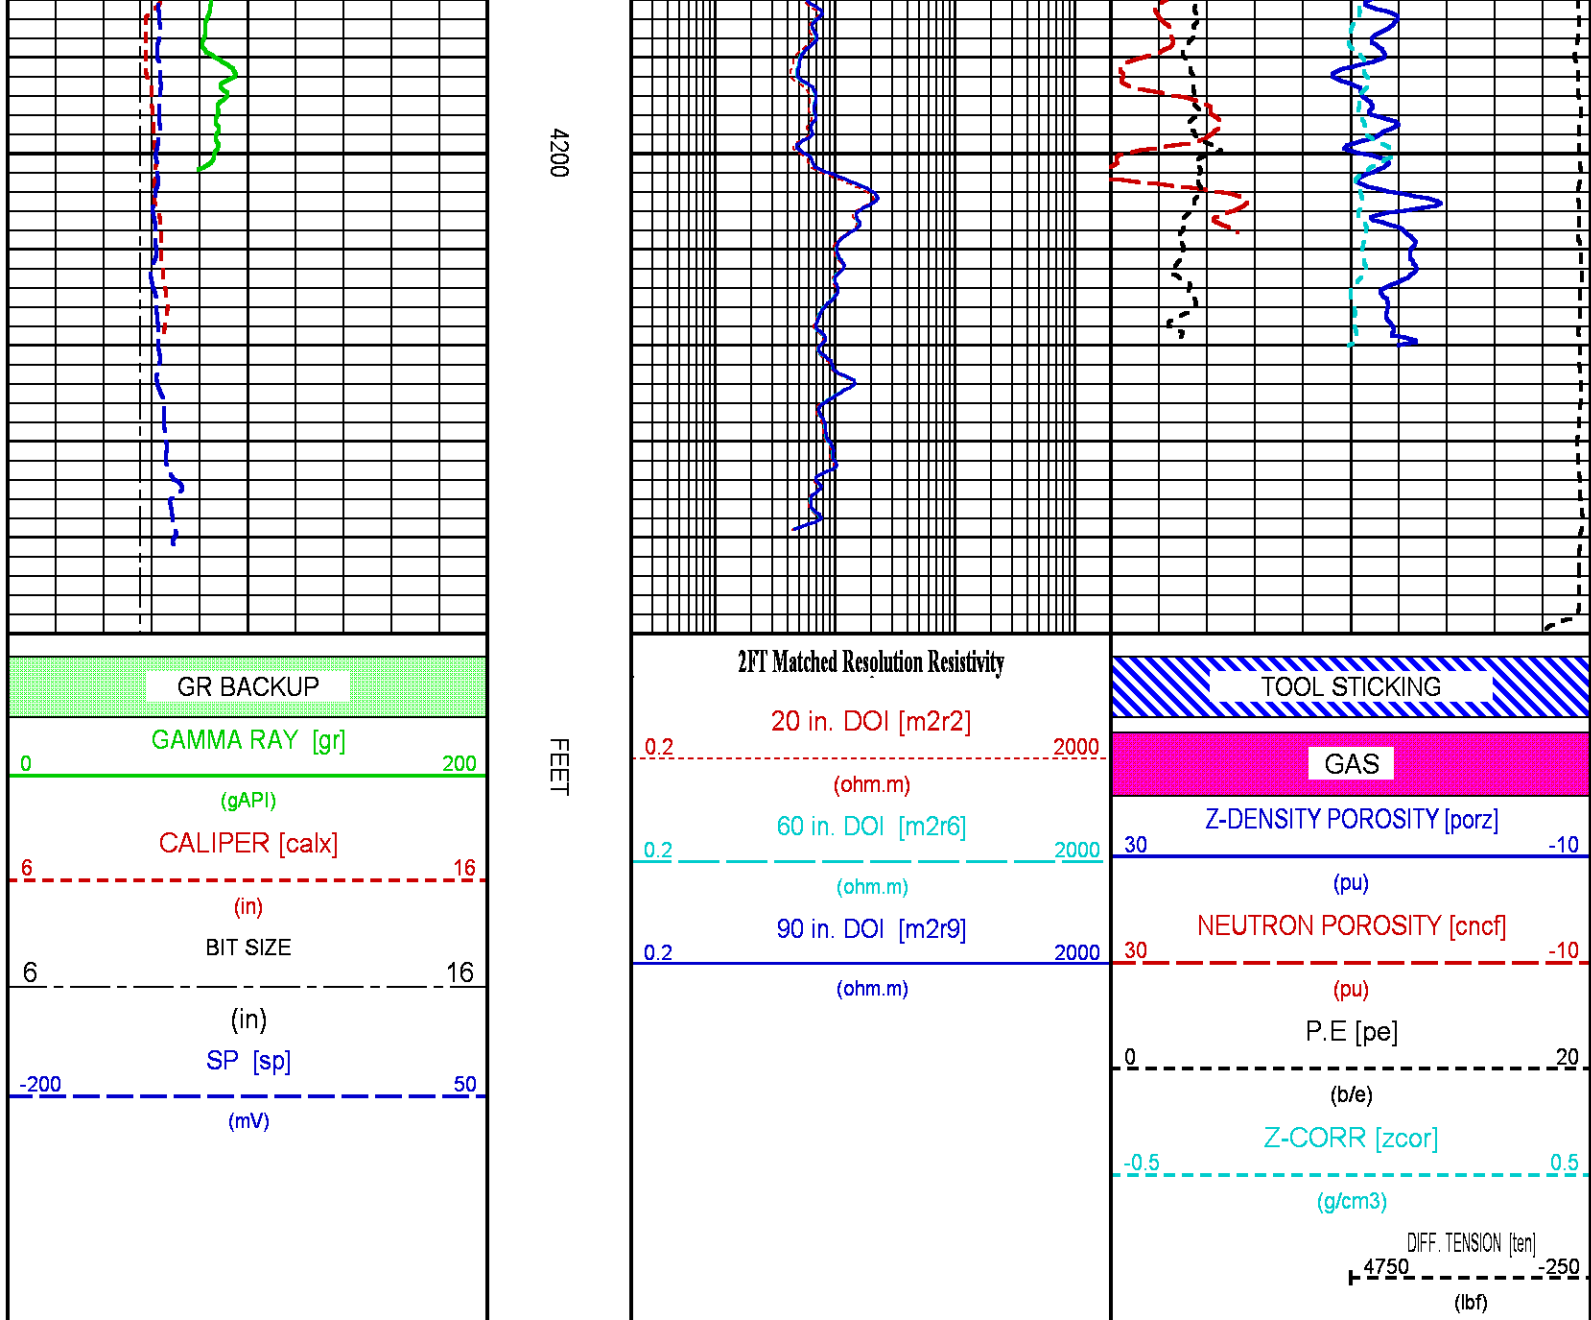 4200
FEET
GR BACKUP
GAMMA RAY [gr]
0 200
(gAPI)
CALIPER [calx]
6 16
(in)
BIT SIZE
6 16
(in)
SP [sp]
-200 50
(mV)
2FT Matched Resolution Resistivity
20 in. DOI [m2r2]
0.2 2000
(ohm.m)
60 in. DOI [m2r6]
0.2 2000
(ohm.m)
90 in. DOI [m2r9]
0.2 2000
(ohm.m)
TOOL STICKING
GAS
Z-DENSITY POROSITY [porz]
30 -10
(pu)
NEUTRON POROSITY [cncf]
30 -10
(pu)
P.E [pe]
0 20
(b/e)
Z-CORR [zcor]
-0.5 0.5
(g/cm3)
DIFF. TENSION [ten]
4750 -250
(lbf)